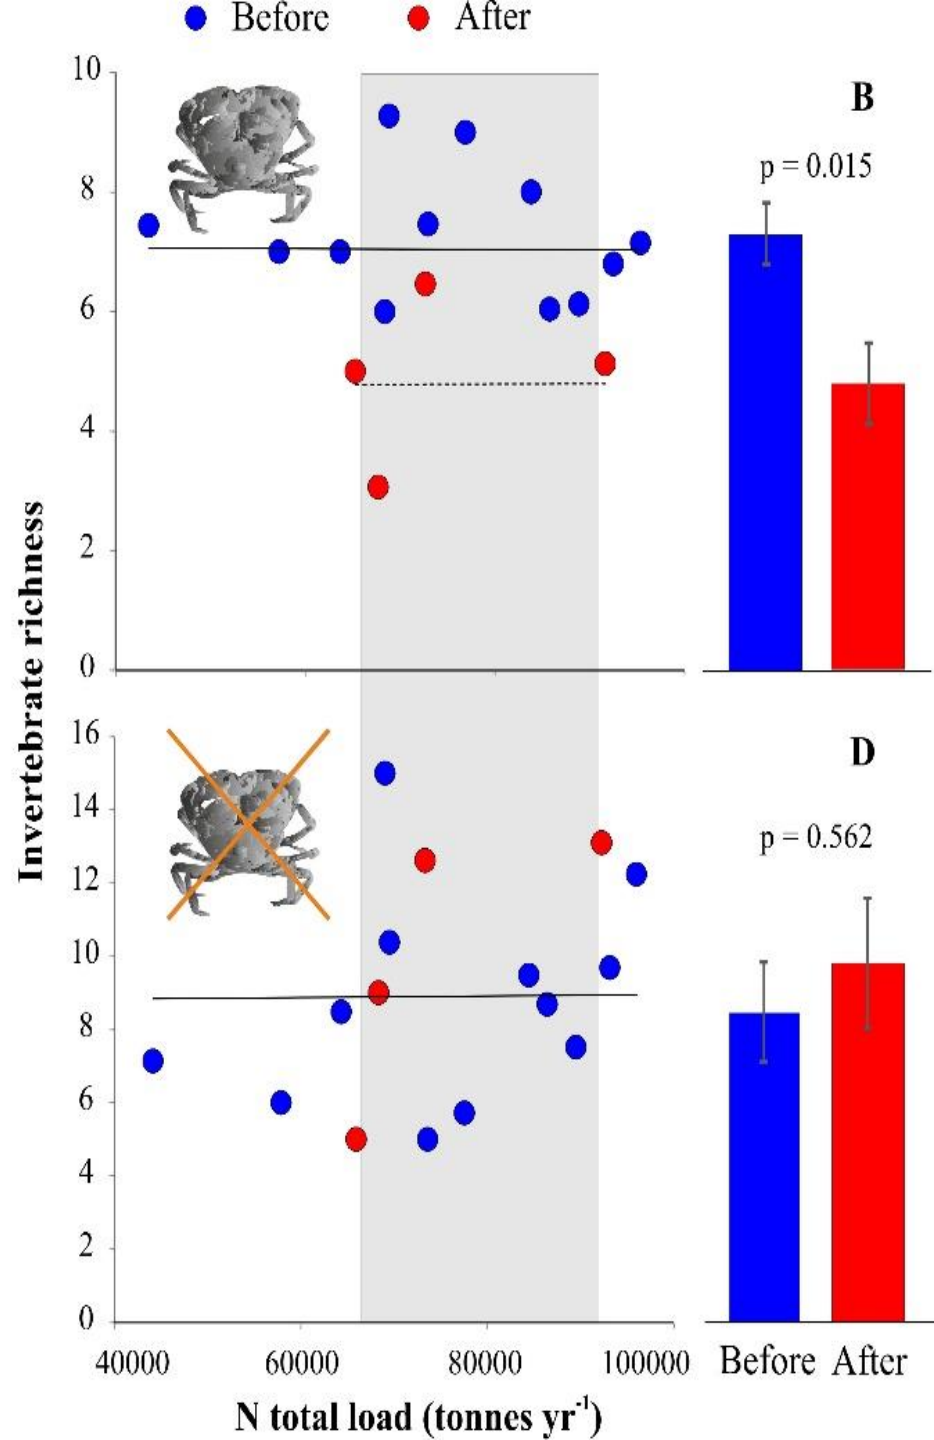 Before After
10
B
p = 0.015
8
6
4
2
0
Invertebrate richness
16
D
14
p = 0.562
12
10
8
6
4
2
0
40000 60000 80000 100000 Before After
N total load (tonnes yr⁻¹)